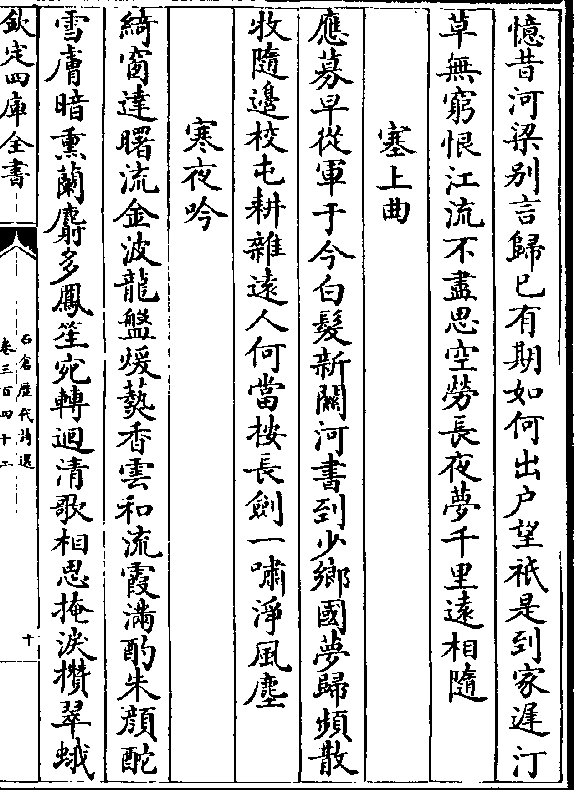 憶昔河梁别言歸已有期如何出户望祇是到家遲汀
草無窮恨江流不盡思空勞長夜夢千里遠相隨
塞上曲
應募早從軍于今白髮新關河書到少鄉國夢歸頻散
牧隨邊校屯耕雜遠人何當按長劍一嘯淨風塵
寒夜吟
綺窗達曙流金波龍盤煖爇香雲和流霞滿酌朱顔酡
雪膚暗熏蘭麝多鳳笙宛轉迴清歌相思掩淚攢翠蛾
欽定四庫全書
石倉歷代詩選
卷三百四十二
十